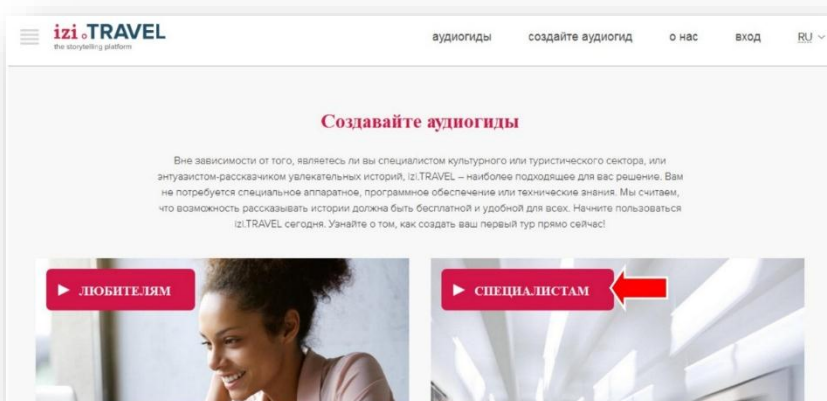 izi.TRAVEL
the storytelling platform
аудиогиды создайте аудиогид о нас вход RU
Создавайте аудиогиды
Вне зависимости от того, являетесь ли вы специалистом культурного или туристического сектора, или
энтузиастом-рассказчиком увлекательных историй, izi.TRAVEL – наиболее подходящее для вас решение. Вам
не потребуется специальное аппаратное, программное обеспечение или технические знания. Мы считаем,
что возможность рассказывать истории должна быть бесплатной и удобной для всех. Начните пользоваться
izi.TRAVEL сегодня. Узнайте о том, как создать ваш первый тур прямо сейчас!
ЛЮБИТЕЛЯМ
СПЕЦИАЛИСТАМ